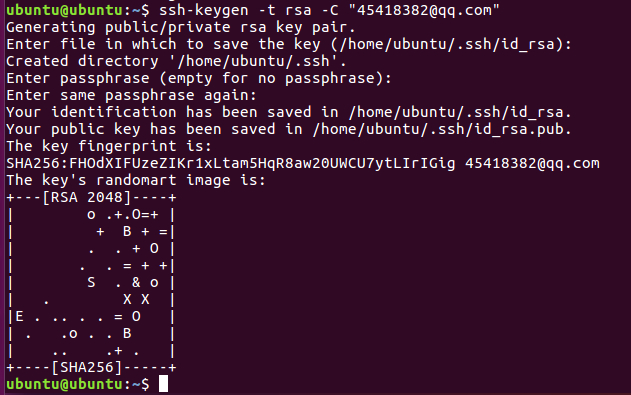 ubuntu@ubuntu:~$ ssh-keygen -t rsa -C "45418382@qq.com"
Generating public/private rsa key pair.
Enter file in which to save the key (/home/ubuntu/.ssh/id_rsa):
Created directory '/home/ubuntu/.ssh'.
Enter passphrase (empty for no passphrase):
Enter same passphrase again:
Your identification has been saved in /home/ubuntu/.ssh/id_rsa.
Your public key has been saved in /home/ubuntu/.ssh/id_rsa.pub.
The key fingerprint is:
SHA256:FHOdXIFUzeZIKr1xLtam5HqR8aw20UWCU7ytLIrIGig 45418382@qq.com
The key's randomart image is:
+---[RSA 2048]----+
|        o .+.O=+ |
|         +  B + =|
|        .  . + O |
|       .  . = + +|
|        S  . & o |
|   .        X X  |
|E . .. . . = O   |
| .   .o . . B    |
|    ..    .+ .   |
+----[SHA256]-----+
ubuntu@ubuntu:~$